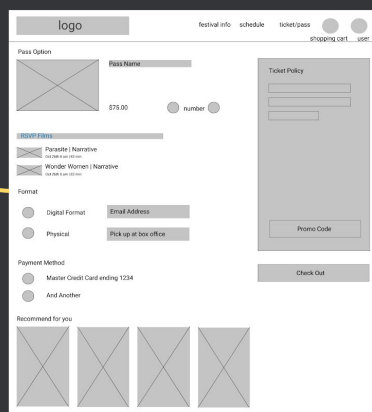 logo
festival info schedule ticket/pass
shopping cart user
Pass Option
Pass Name
$75.00
number
RSVP Films
Parasite | Narrative
Wonder Women | Narrative
Format
Digital Format
Email Address
Physical
Pick up at box office
Payment Method
Master Credit Card ending 1234
And Another
Recommend for you
Ticket Policy
Promo Code
Check Out